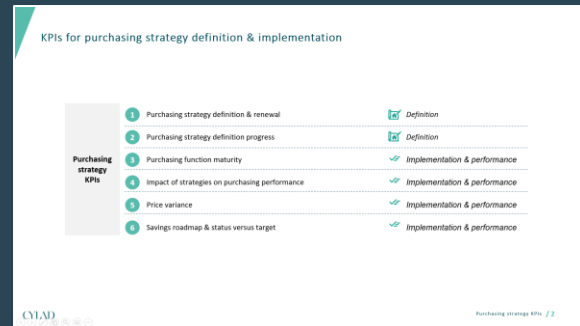 KPIs for purchasing strategy definition & implementation
Purchasing
strategy
KPIs
1 Purchasing strategy definition & renewal Definition
2 Purchasing strategy definition progress Definition
3 Purchasing function maturity Implementation & performance
4 Impact of strategies on purchasing performance Implementation & performance
5 Price variance Implementation & performance
6 Savings roadmap & status versus target Implementation & performance
CYLAD
Purchasing strategy KPIs / 2